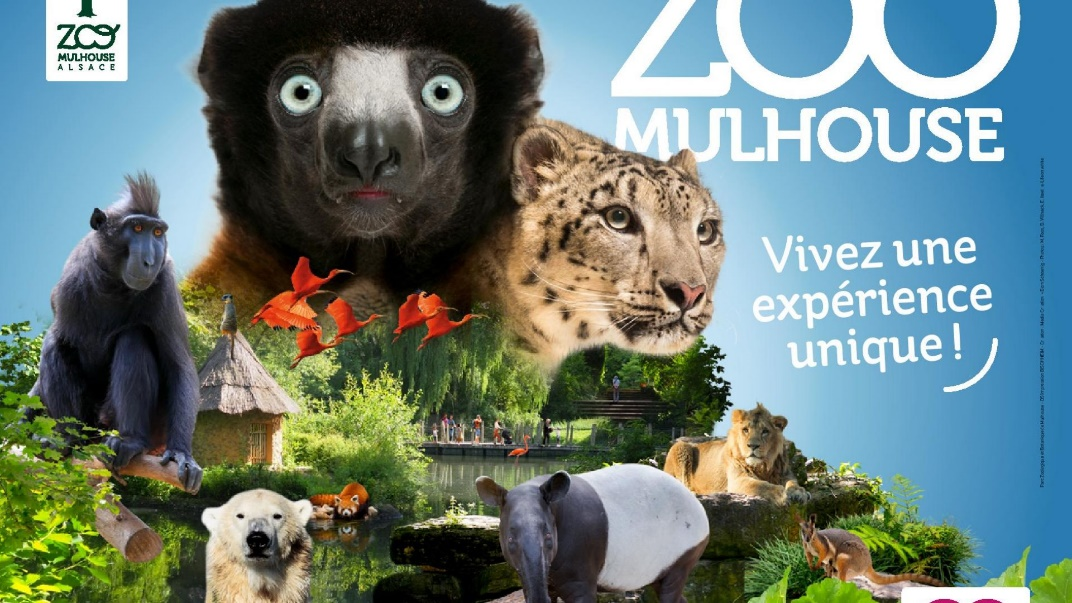 ZOO
MULHOUSE
ALSACE
ZOO
MULHOUSE
Vivez une
expérience
unique !